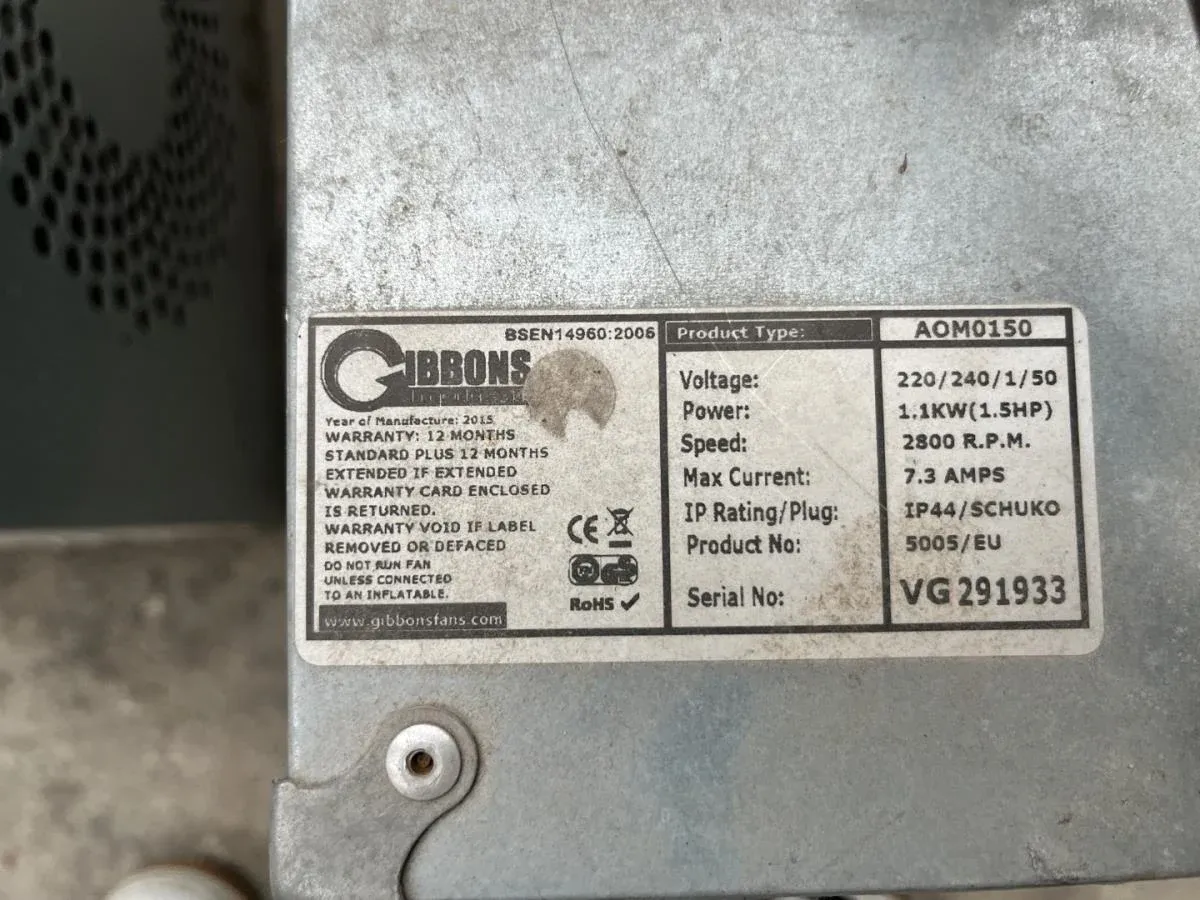 GIBBONS
BSEN14960:2006
Year of Manufacture: 2015
WARRANTY: 12 MONTHS
STANDARD PLUS 12 MONTHS
EXTENDED IF EXTENDED
WARRANTY CARD ENCLOSED
IS RETURNED.
WARRANTY VOID IF LABEL
REMOVED OR DEFACED
DO NOT RUN FAN
UNLESS CONNECTED
TO AN INFLATABLE.
www.gibbonsfans.com
CE
RoHS ✓
Product Type: AOM0150
Voltage: 220/240/1/50
Power: 1.1KW(1.5HP)
Speed: 2800 R.P.M.
Max Current: 7.3 AMPS
IP Rating/Plug: IP44/SCHUKO
Product No: 5005/EU
Serial No: VG 291933